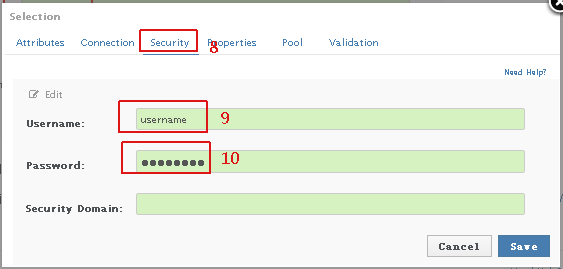 Selection
Attributes Connection Security 8 Properties Pool Validation
Need Help?
Edit
Username: username 9
Password: ●●●●●●●● 10
Security Domain:
Cancel Save